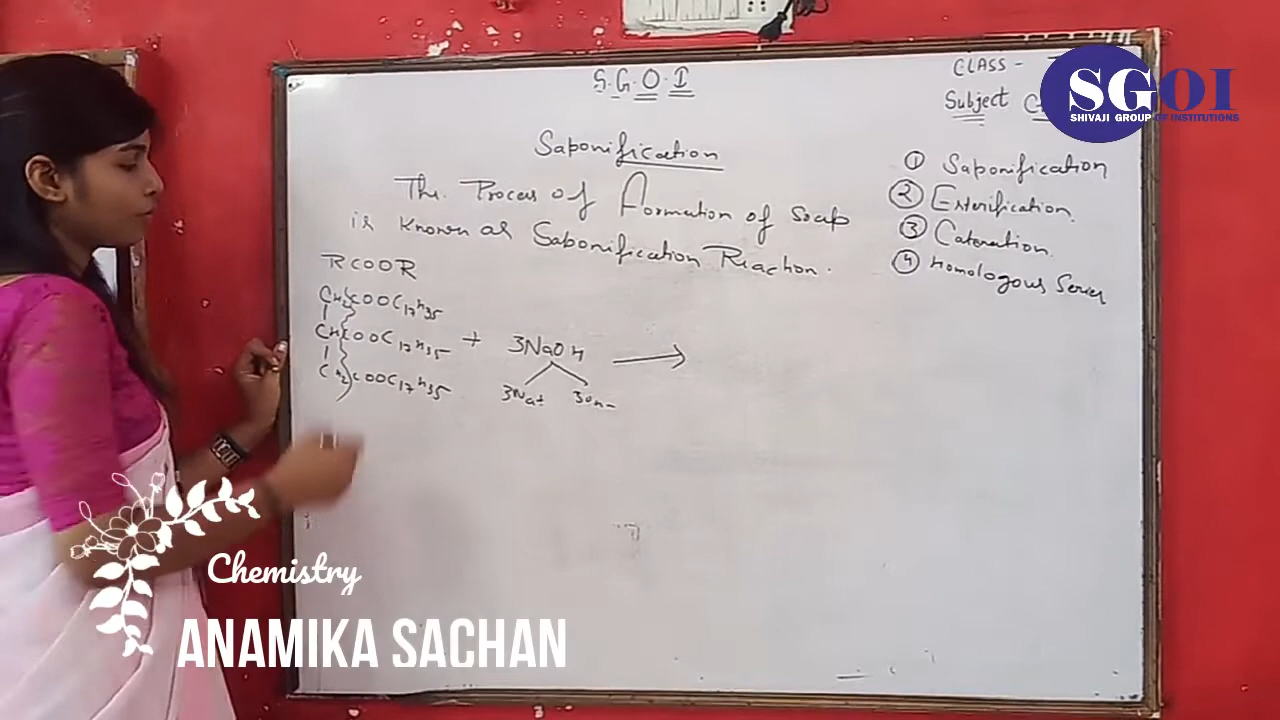 S.G.O.I
CLASS -
Subject
SGOI
SHIVAJI GROUP OF INSTITUTIONS
Saponification
The Process of Formation of Soap
is Known as Saponification Reaction.
① Saponification
② Esterification.
③ Catenation.
④ Homologous Series
RCOOR
CH2COOC17H35
CHCOOC17H35 + 3NaOH →
CH2COOC17H35
3Na+ 3OH-
Chemistry
ANAMIKA SACHAN